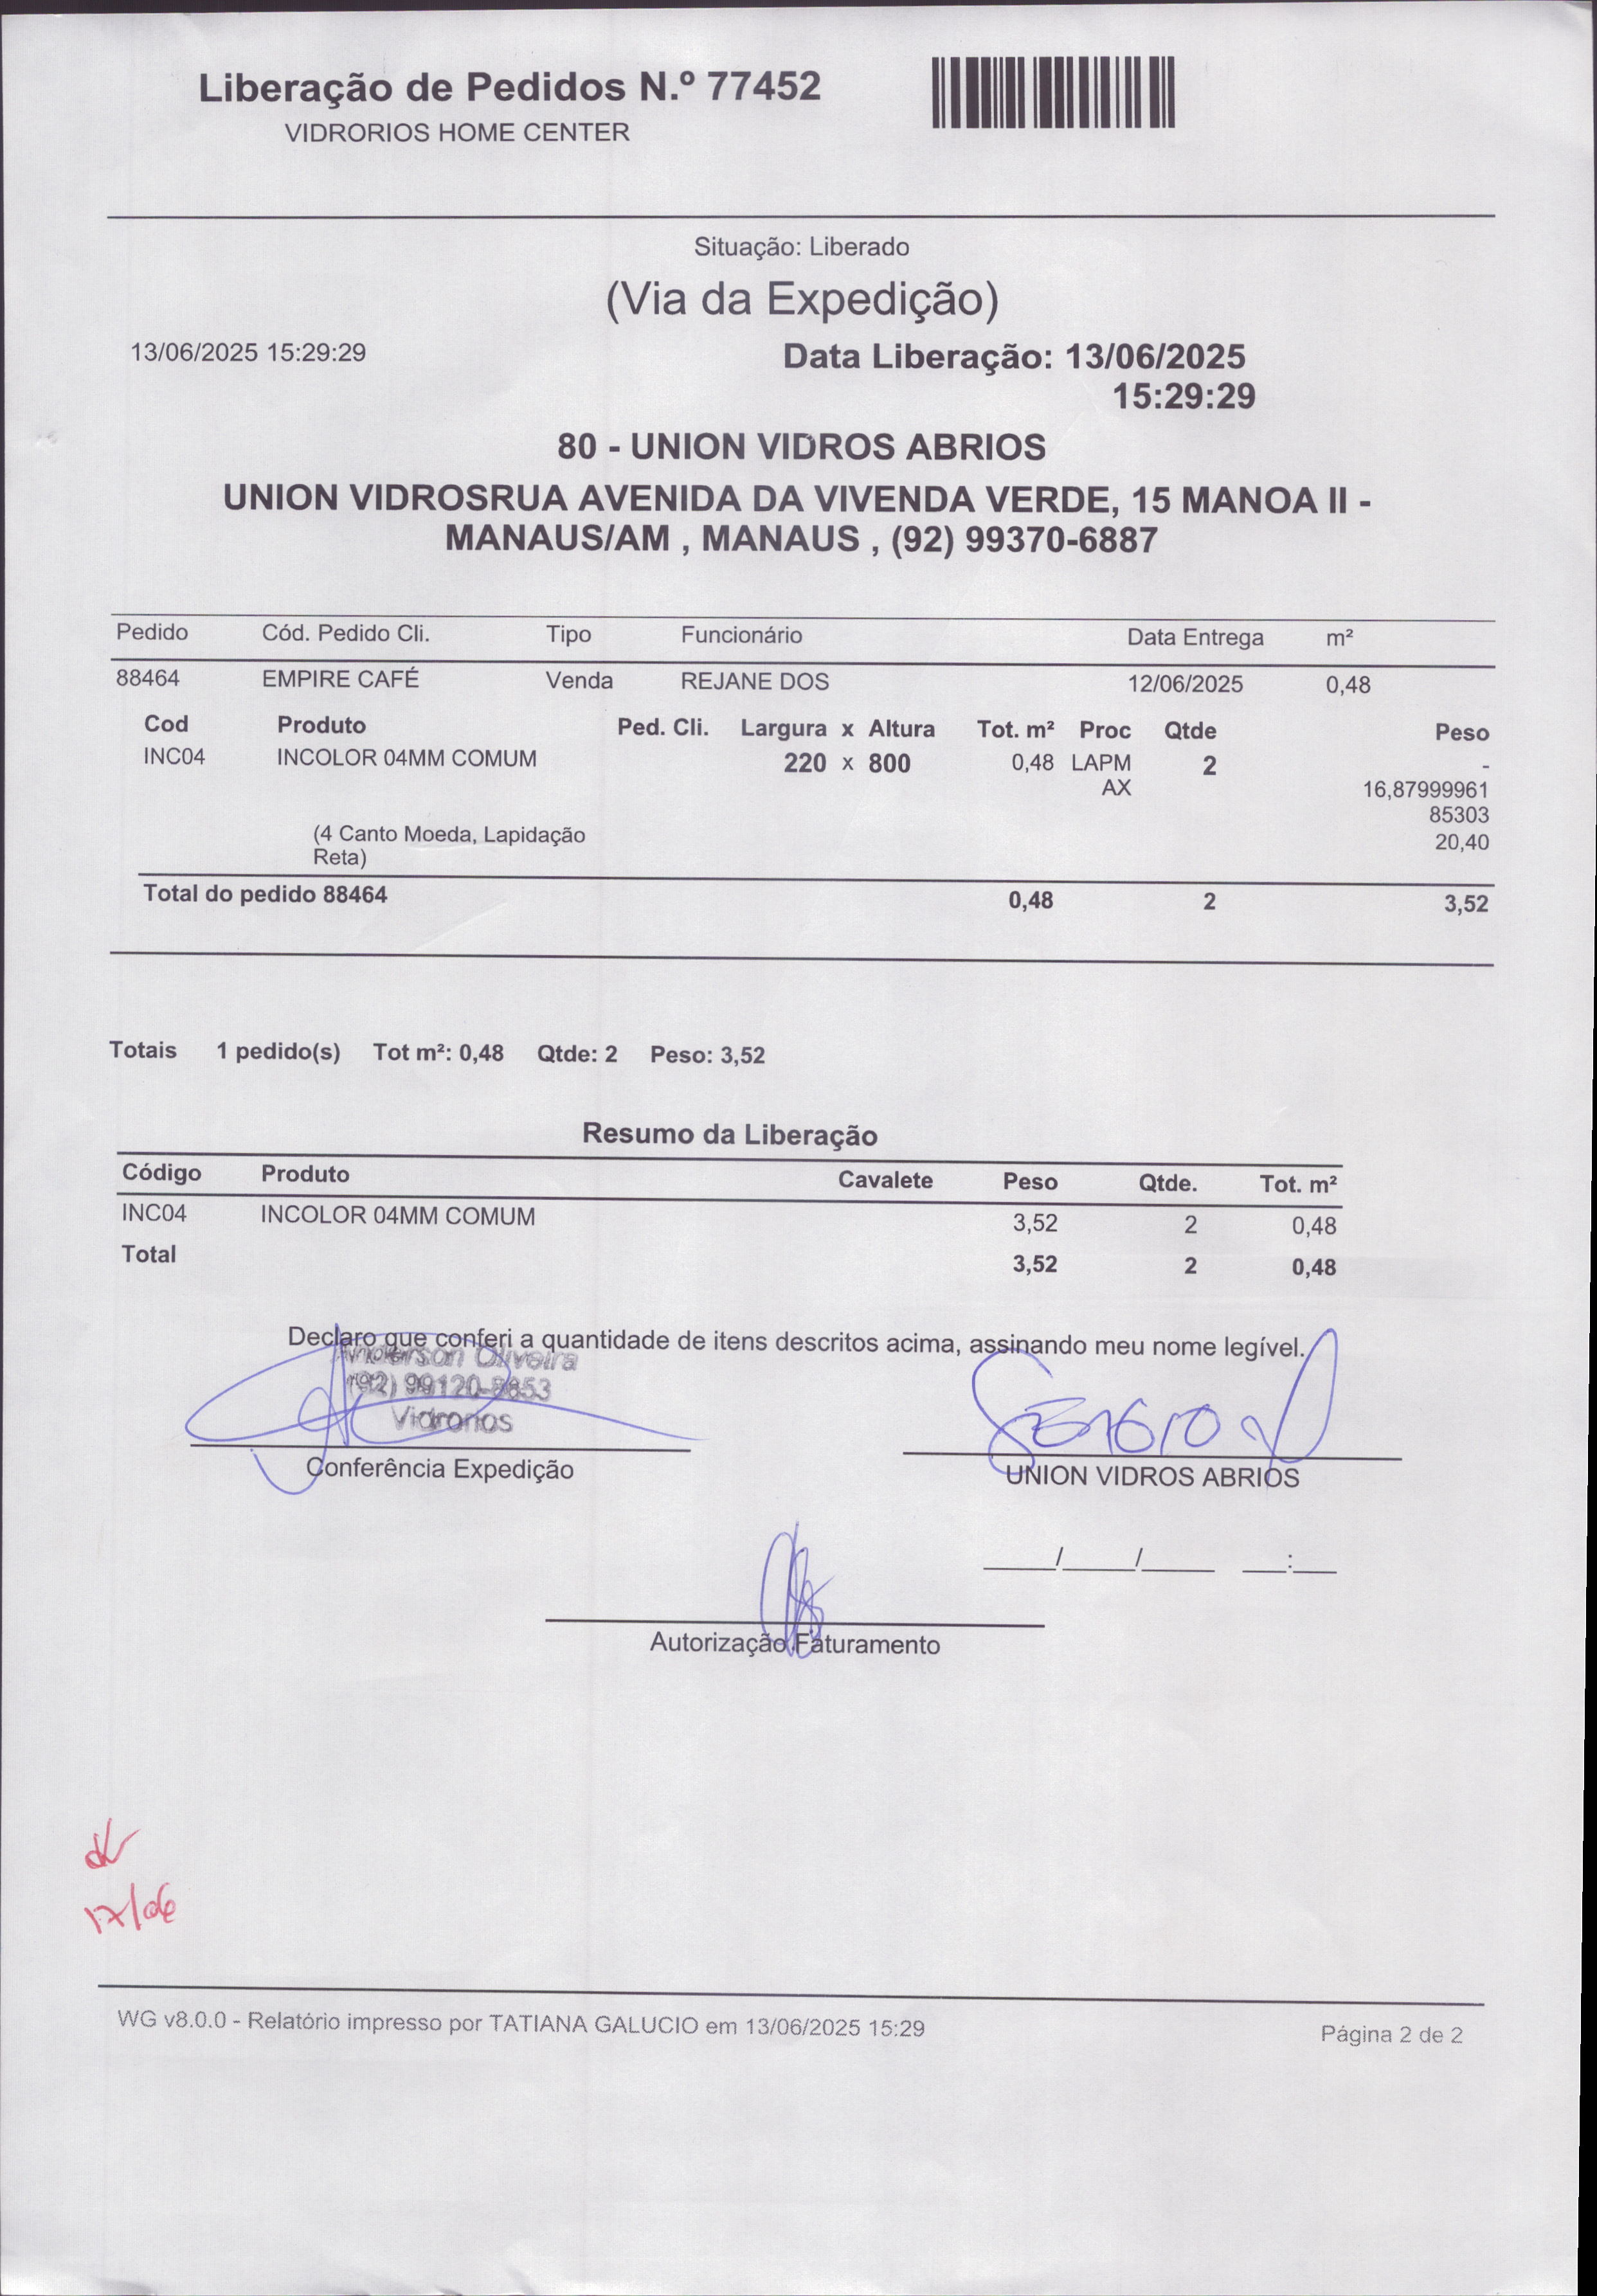 Liberação de Pedidos N.º 77452
VIDRORIOS HOME CENTER
Situação: Liberado
(Via da Expedição)
13/06/2025 15:29:29
Data Liberação: 13/06/2025
15:29:29
80 - UNION VIDROS ABRIOS
UNION VIDROSRUA AVENIDA DA VIVENDA VERDE, 15 MANOA II -
MANAUS/AM , MANAUS , (92) 99370-6887
Pedido Cód. Pedido Cli. Tipo Funcionário Data Entrega m²
88464 EMPIRE CAFÉ Venda REJANE DOS 12/06/2025 0,48
Cod Produto Ped. Cli. Largura x Altura Tot. m² Proc Qtde Peso
INC04 INCOLOR 04MM COMUM 220 x 800 0,48 LAPM 2 -
AX 16,87999961
85303
(4 Canto Moeda, Lapidação 20,40
Reta)
Total do pedido 88464 0,48 2 3,52
Totais 1 pedido(s) Tot m²: 0,48 Qtde: 2 Peso: 3,52
Resumo da Liberação
Código Produto Cavalete Peso Qtde. Tot. m²
INC04 INCOLOR 04MM COMUM 3,52 2 0,48
Total 3,52 2 0,48
Declaro que conferi a quantidade de itens descritos acima, assinando meu nome legível.
Anderson Oliveira
(92) 99120-8853
Vidrorios
SERGIO
Conferência Expedição
UNION VIDROS ABRIOS
____/____/____ __:__
Autorização Faturamento
17/06
WG v8.0.0 - Relatório impresso por TATIANA GALUCIO em 13/06/2025 15:29
Página 2 de 2